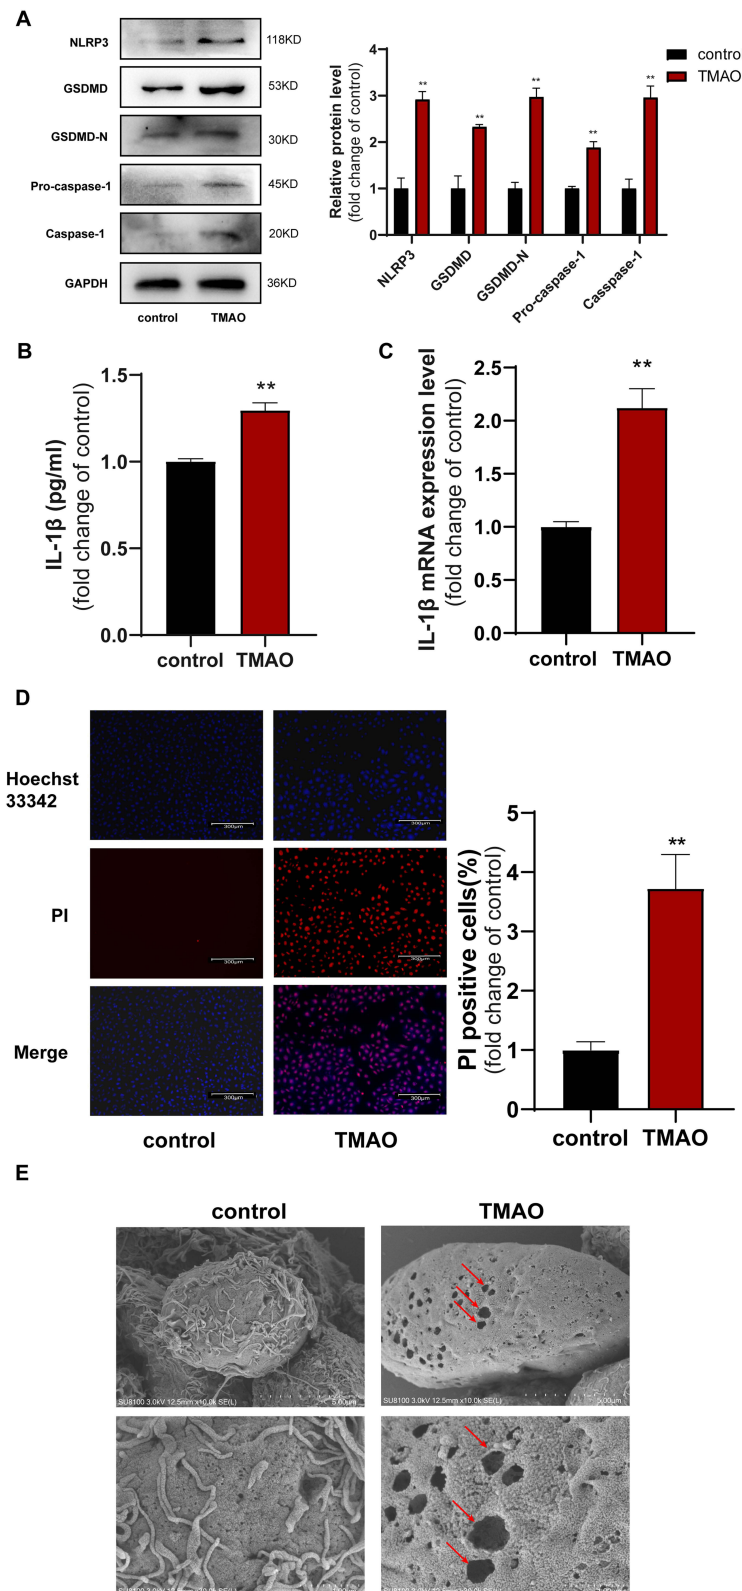 A
NLRP3
118KD
GSDMD
53KD
GSDMD-N
30KD
Pro-caspase-1
45KD
Caspase-1
20KD
GAPDH
36KD
control
TMAO
Relative protein level
(fold change of control)
4
3
2
1
0
**
**
**
**
**
NLRP3
GSDMD
GSDMD-N
Pro-caspase-1
Casspase-1
contro
TMAO
B
IL-1β (pg/ml)
(fold change of control)
1.5
1.0
0.5
0.0
**
control
TMAO
C
IL-1β mRNA expression level
(fold change of control)
2.5
2.0
1.5
1.0
0.5
0.0
**
control
TMAO
D
Hoechst
33342
300μm
300μm
PI
300μm
300μm
Merge
300μm
300μm
control
TMAO
PI positive cells(%)
(fold change of control)
5
4
3
2
1
0
**
control
TMAO
E
control
TMAO
SU8100 3.0kV 12.5mm x10.0k SE(L)
5.00μm
SU8100 3.0kV 12.5mm x10.0k SE(L)
5.00μm